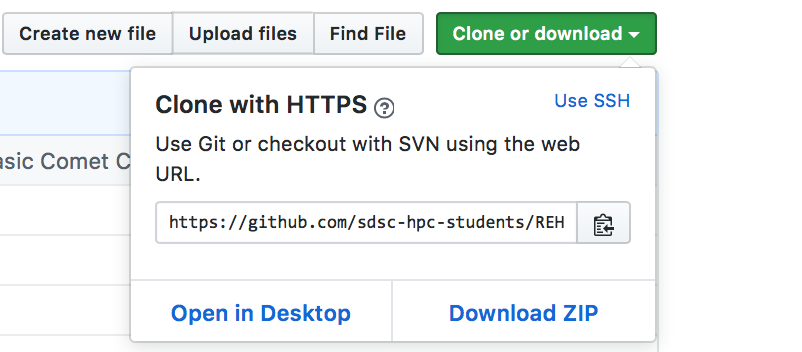 Create new file
Upload files
Find File
Clone or download
Clone with HTTPS
Use SSH
Use Git or checkout with SVN using the web
URL.
asic Comet C
https://github.com/sdsc-hpc-students/REH
Open in Desktop
Download ZIP